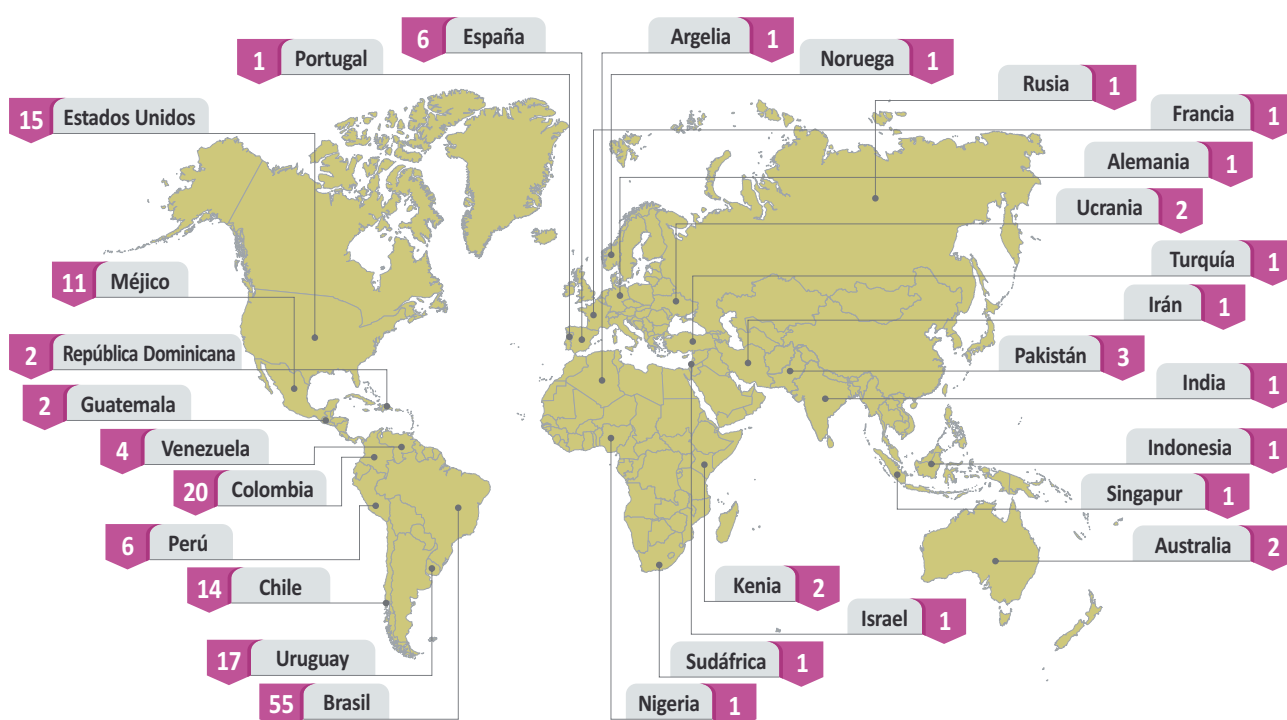 6 España
Argelia 1
1 Portugal
Noruega 1
Rusia 1
15 Estados Unidos
Francia 1
Alemania 1
Ucrania 2
Turquía 1
11 Méjico
Irán 1
2 República Dominicana
Pakistán 3
2 Guatemala
India 1
4 Venezuela
Indonesia 1
20 Colombia
Singapur 1
6 Perú
Australia 2
14 Chile
Kenia 2
Israel 1
17 Uruguay
Sudáfrica 1
55 Brasil
Nigeria 1